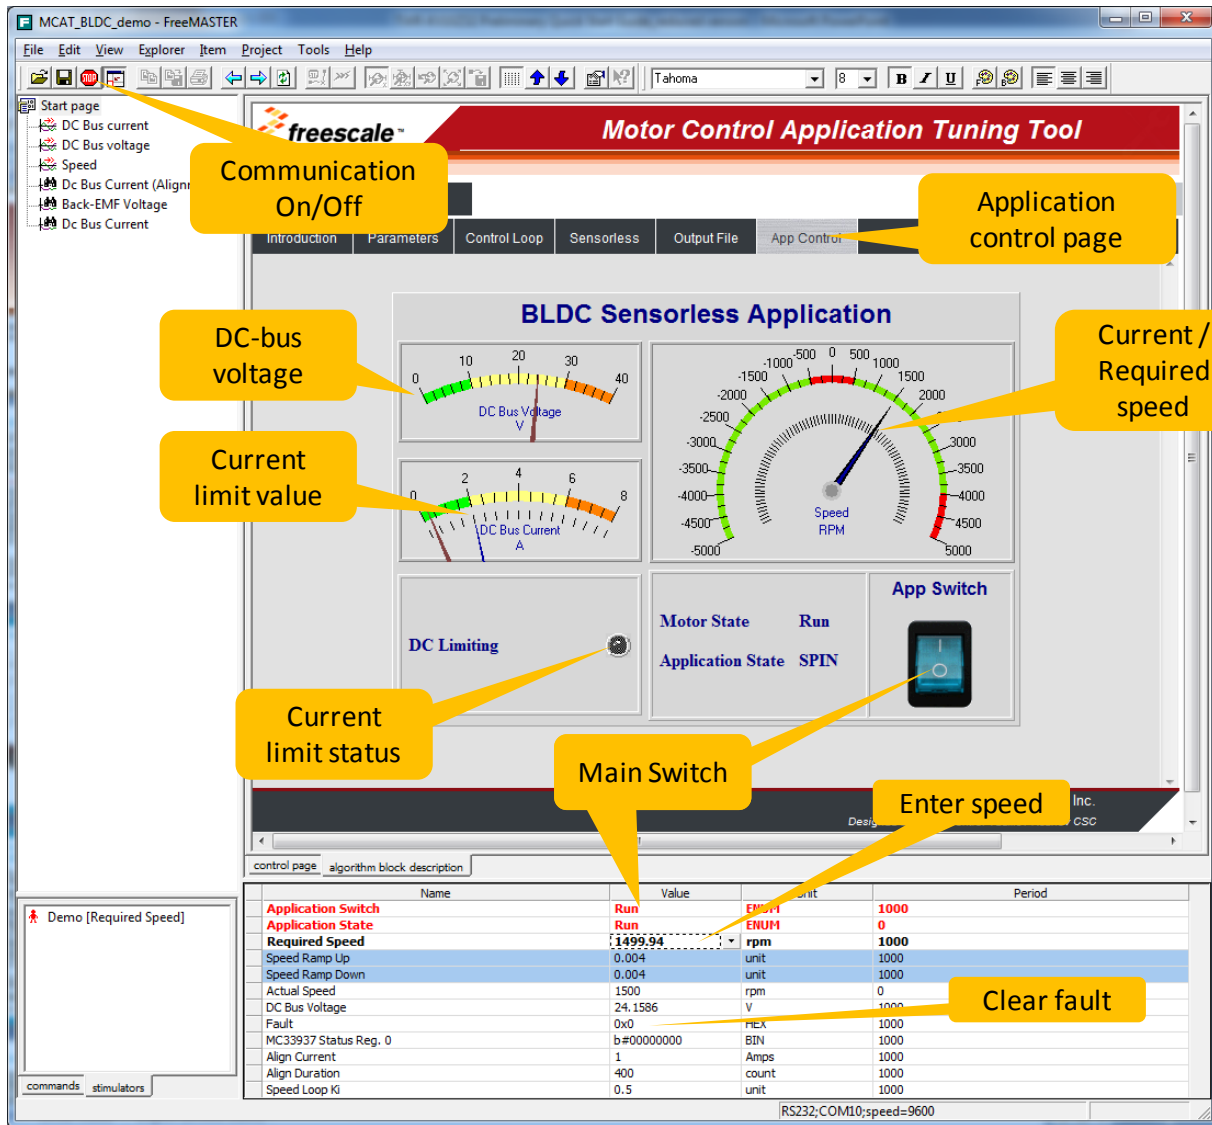 MCAT_BLDC_demo - FreeMASTER
File Edit View Explorer Item Project Tools Help
STOP
Tahoma 8 B I U
Start page
DC Bus current
DC Bus voltage
Speed
Dc Bus Current (Alignm
Back-EMF Voltage
Dc Bus Current
freescale™
Motor Control Application Tuning Tool
Communication
On/Off
Application
control page
Introduction Parameters Control Loop Sensorless Output File App Control
BLDC Sensorless Application
DC-bus
voltage
0 10 20 30 40
DC Bus Voltage
V
Current
limit value
0 2 4 6 8
DC Bus Current
A
-5000 -4500 -4000 -3500 -3000 -2500 -2000 -1500 -1000 -500 0 500 1000 1500 2000 3000 3500 4000 4500 5000
Speed
RPM
Current /
Required
speed
DC Limiting
Motor State Run
Application State SPIN
App Switch
Current
limit status
Main Switch
Enter speed
Inc.
CSC
control page algorithm block description
Name Value Unit Period
Application Switch Run ENUM 1000
Application State Run ENUM 0
Required Speed 1499.94 rpm 1000
Speed Ramp Up 0.004 unit 1000
Speed Ramp Down 0.004 unit 1000
Actual Speed 1500 rpm 0
DC Bus Voltage 24.1586 V 1000
Fault 0x0 HEX 1000
MC33937 Status Reg. 0 b#00000000 BIN 1000
Align Current 1 Amps 1000
Align Duration 400 count 1000
Speed Loop Ki 0.5 unit 1000
Clear fault
Demo [Required Speed]
commands stimulators
RS232;COM10;speed=9600